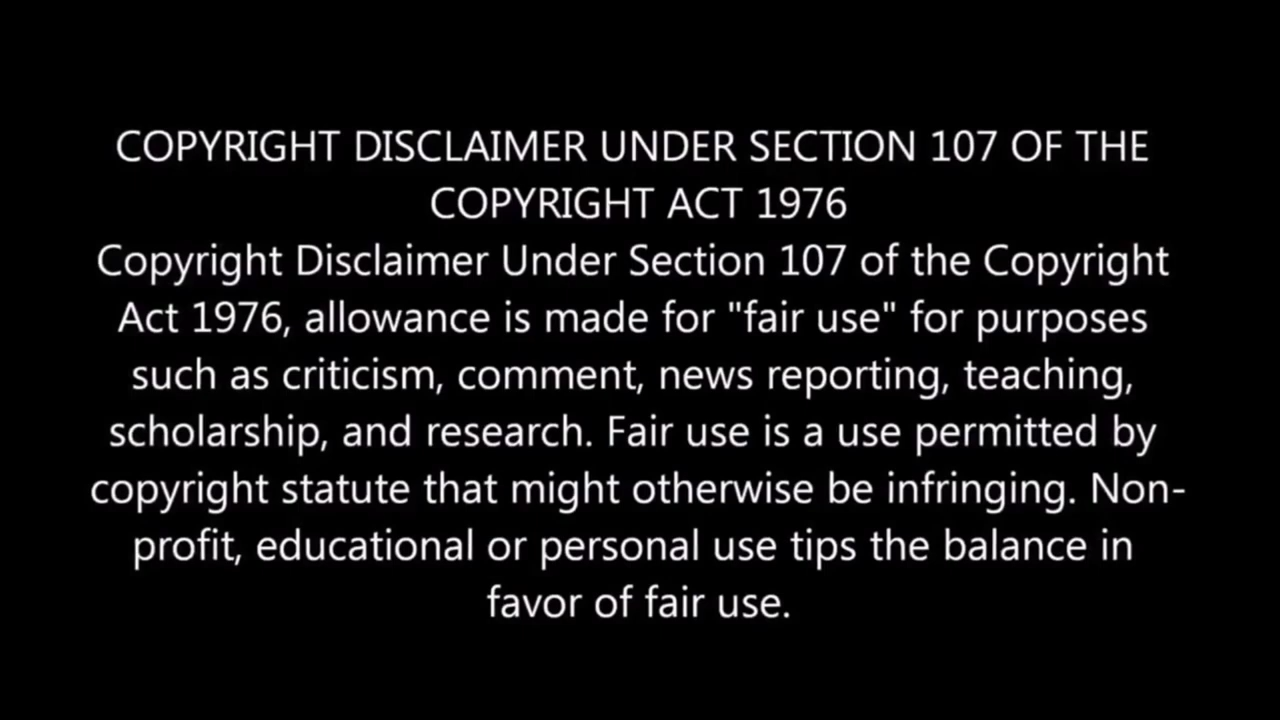 COPYRIGHT DISCLAIMER UNDER SECTION 107 OF THE
COPYRIGHT ACT 1976
Copyright Disclaimer Under Section 107 of the Copyright
Act 1976, allowance is made for "fair use" for purposes
such as criticism, comment, news reporting, teaching,
scholarship, and research. Fair use is a use permitted by
copyright statute that might otherwise be infringing. Non-
profit, educational or personal use tips the balance in
favor of fair use.